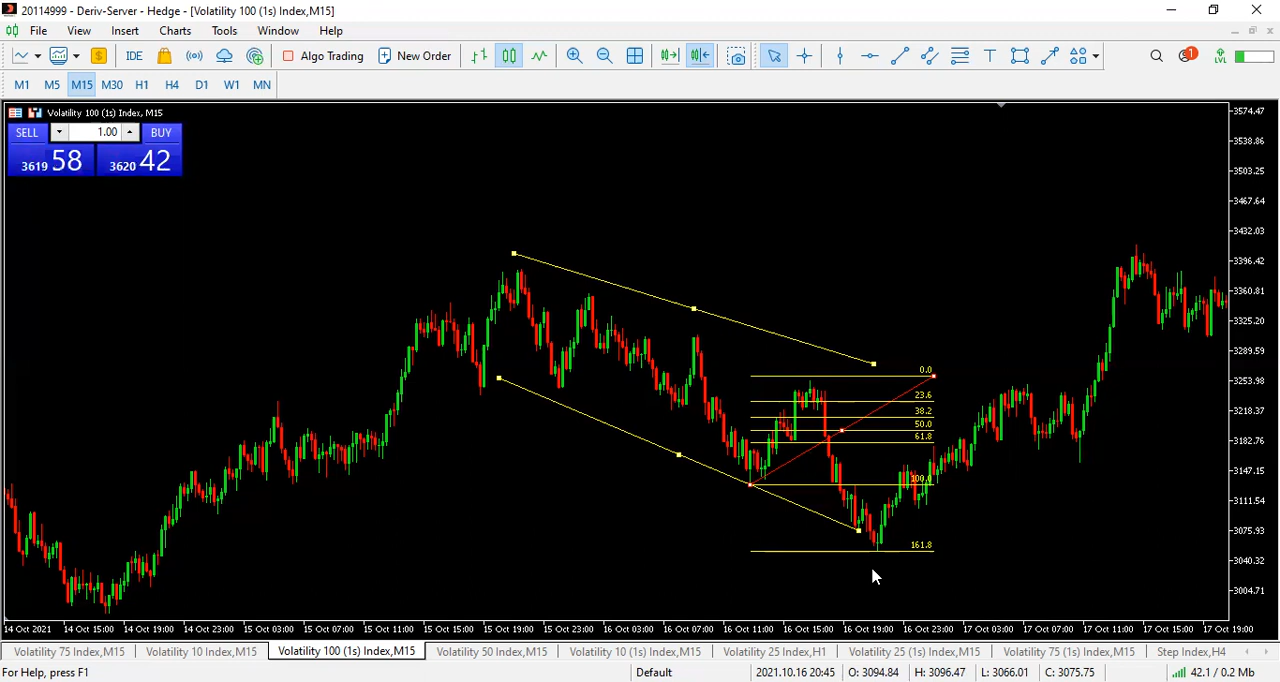 20114999 - Deriv-Server - Hedge - [Volatility 100 (1s) Index,M15]
File View Insert Charts Tools Window Help
IDE Algo Trading New Order 1 LVL
M1 M5 M15 M30 H1 H4 D1 W1 MN
Volatility 100 (1s) Index, M15
SELL 1.00 BUY
3619 58 3620 42
3574.47
3538.86
3503.25
3467.64
3432.03
3396.42
3360.81
3325.20
3289.59
3253.98
3218.37
3182.76
3147.15
3111.54
3075.93
3040.32
3004.71
0.0
23.6
38.2
50.0
61.8
100.0
161.8
14 Oct 2021 14 Oct 15:00 14 Oct 19:00 14 Oct 23:00 15 Oct 03:00 15 Oct 07:00 15 Oct 11:00 15 Oct 15:00 15 Oct 19:00 15 Oct 23:00 16 Oct 03:00 16 Oct 07:00 16 Oct 11:00 16 Oct 15:00 16 Oct 19:00 16 Oct 23:00 17 Oct 03:00 17 Oct 07:00 17 Oct 11:00 17 Oct 15:00 17 Oct 19:00
Volatility 75 Index,M15 Volatility 10 Index,M15 Volatility 100 (1s) Index,M15 Volatility 50 Index,M15 Volatility 10 (1s) Index,M15 Volatility 25 Index,H1 Volatility 25 (1s) Index,M15 Volatility 75 (1s) Index,M15 Step Index,H4
For Help, press F1 Default 2021.10.16 20:45 O: 3094.84 H: 3096.47 L: 3066.01 C: 3075.75 42.1 / 0.2 Mb